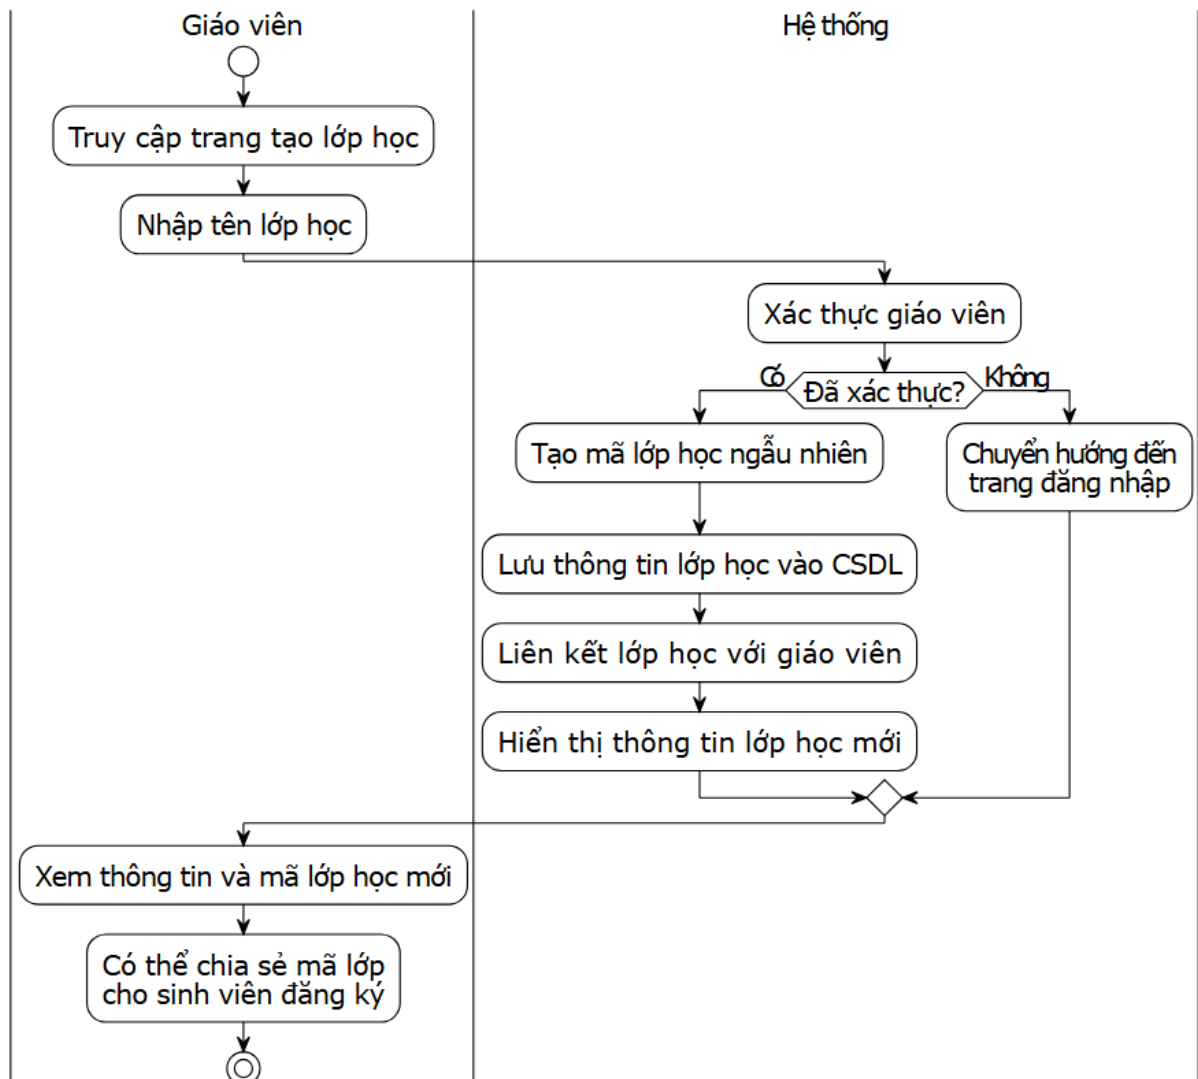 Giáo viên
Hệ thống
Truy cập trang tạo lớp học
Nhập tên lớp học
Xác thực giáo viên
Có
Đã xác thực?
Không
Tạo mã lớp học ngẫu nhiên
Chuyển hướng đến
trang đăng nhập
Lưu thông tin lớp học vào CSDL
Liên kết lớp học với giáo viên
Hiển thị thông tin lớp học mới
Xem thông tin và mã lớp học mới
Có thể chia sẻ mã lớp
cho sinh viên đăng ký